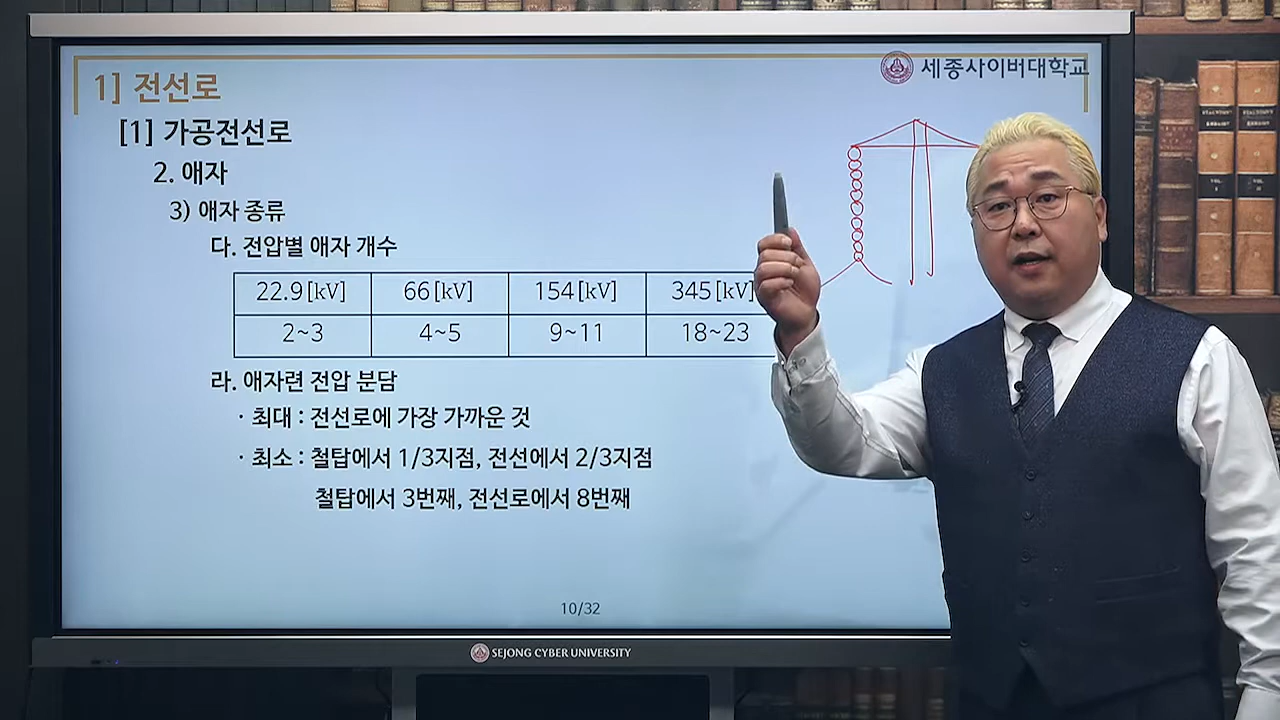 세종사이버대학교
1] 전선로
[1] 가공전선로
2. 애자
3) 애자 종류
다. 전압별 애자 개수
22.9[kV] 66[kV] 154[kV] 345[kV]
2~3 4~5 9~11 18~23
라. 애자련 전압 분담
· 최대 : 전선로에 가장 가까운 것
· 최소 : 철탑에서 1/3지점, 전선에서 2/3지점
철탑에서 3번째, 전선로에서 8번째
10/32
SEJONG CYBER UNIVERSITY